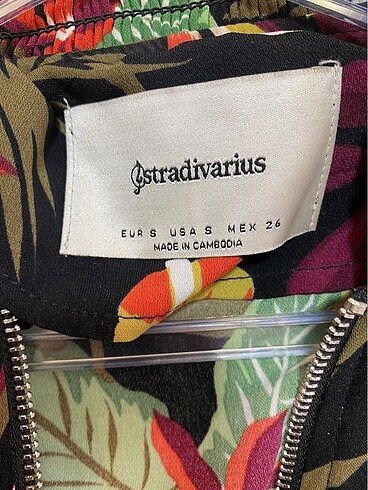 stradivarius
EUR S USA S MEX 26
MADE IN CAMBODIA